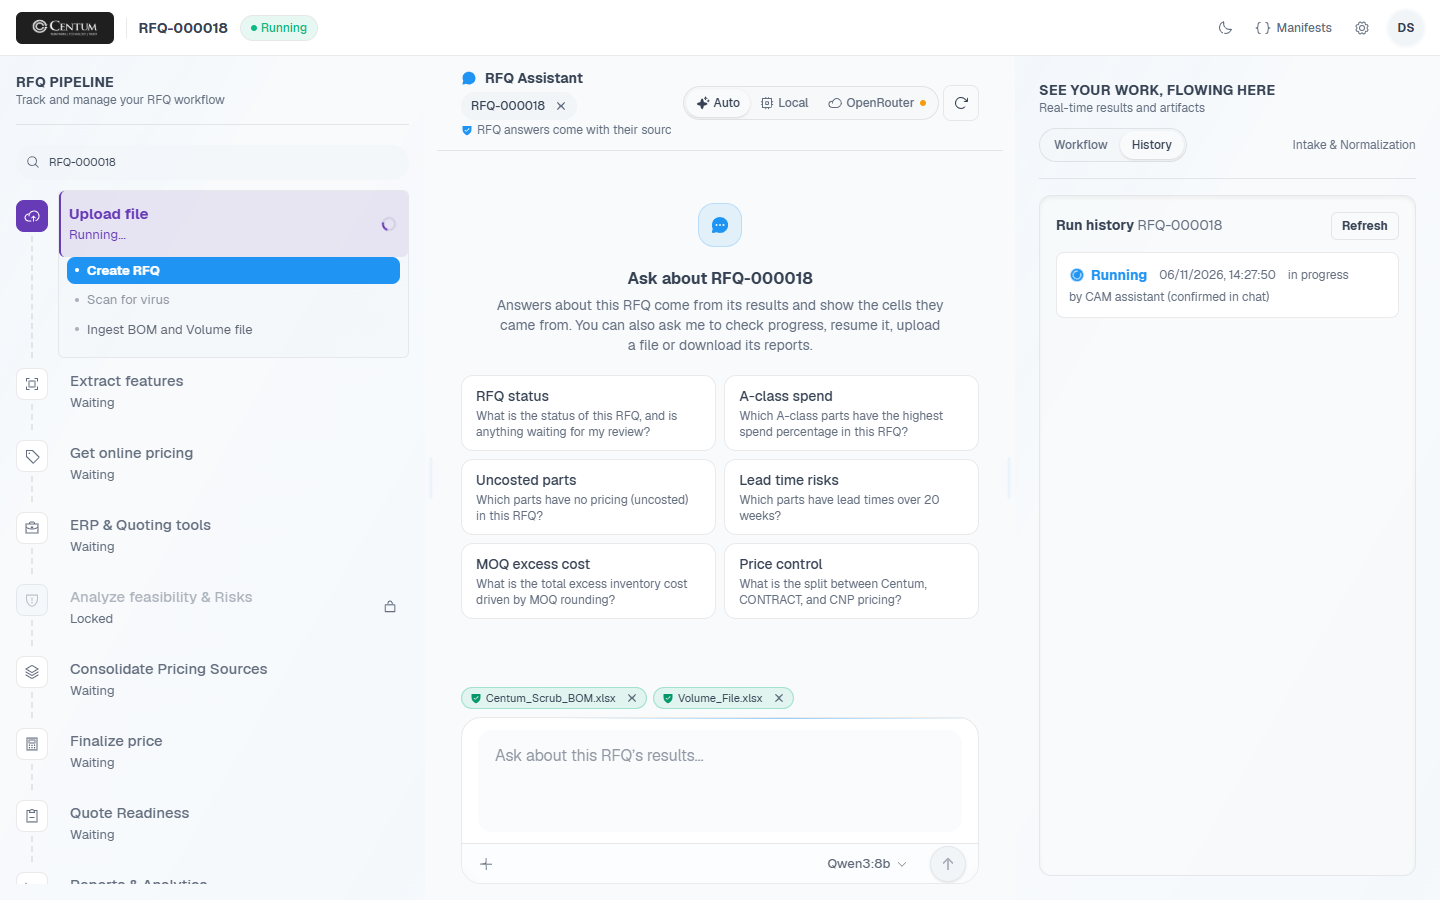 CENTUM
RFQ-000018
Running
Manifests
DS
RFQ PIPELINE
Track and manage your RFQ workflow
RFQ-000018
Upload file
Running...
Create RFQ
Scan for virus
Ingest BOM and Volume file
Extract features
Waiting
Get online pricing
Waiting
ERP & Quoting tools
Waiting
Analyze feasibility & Risks
Locked
Consolidate Pricing Sources
Waiting
Finalize price
Waiting
Quote Readiness
Waiting
Reports & Analytics
RFQ Assistant
RFQ-000018
Auto
Local
OpenRouter
RFQ answers come with their sourc
Ask about RFQ-000018
Answers about this RFQ come from its results and show the cells they
came from. You can also ask me to check progress, resume it, upload
a file or download its reports.
RFQ status
What is the status of this RFQ, and is
anything waiting for my review?
A-class spend
Which A-class parts have the highest
spend percentage in this RFQ?
Uncosted parts
Which parts have no pricing (uncosted)
in this RFQ?
Lead time risks
Which parts have lead times over 20
weeks?
MOQ excess cost
What is the total excess inventory cost
driven by MOQ rounding?
Price control
What is the split between Centum,
CONTRACT, and CNP pricing?
Centum_Scrub_BOM.xlsx
Volume_File.xlsx
Ask about this RFQ's results...
Qwen3:8b
SEE YOUR WORK, FLOWING HERE
Real-time results and artifacts
Workflow
History
Intake & Normalization
Run history RFQ-000018
Refresh
Running 06/11/2026, 14:27:50 in progress
by CAM assistant (confirmed in chat)